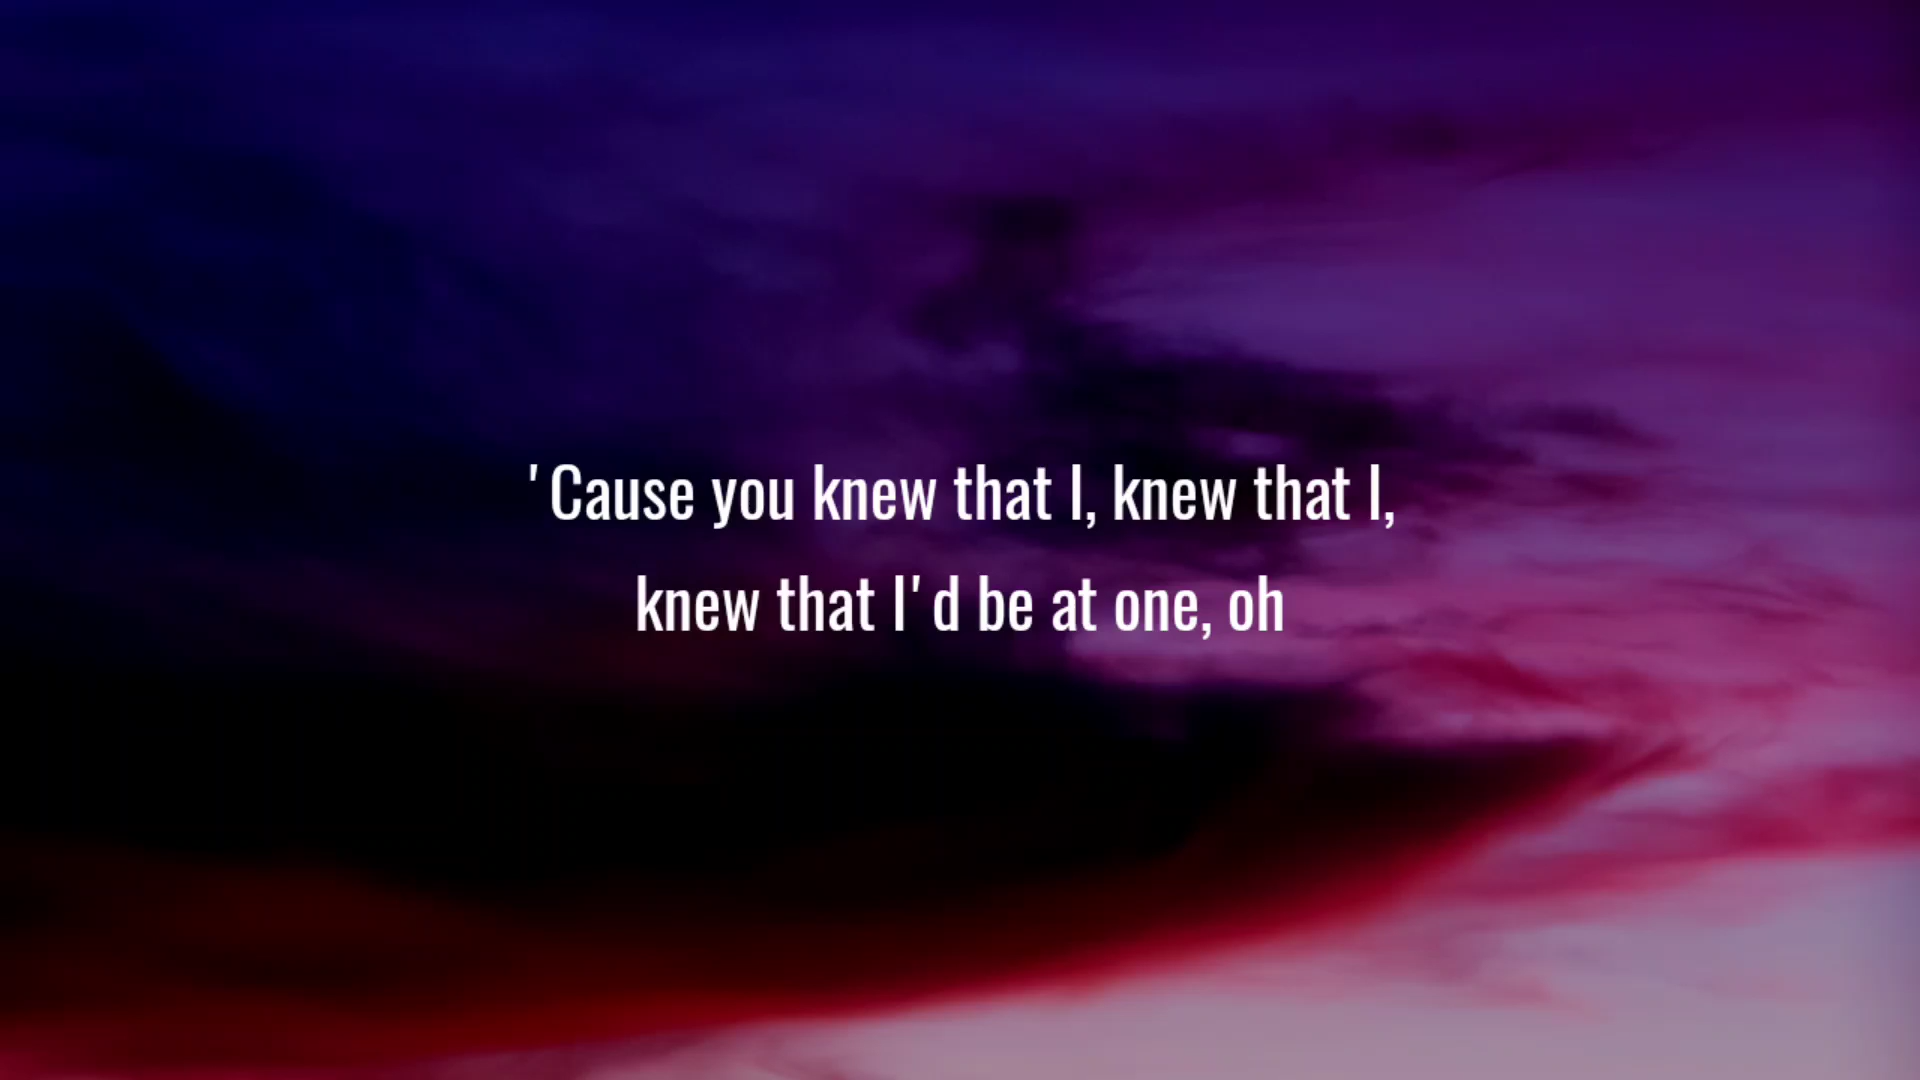 'Cause you knew that I, knew that I,
knew that I'd be at one, oh